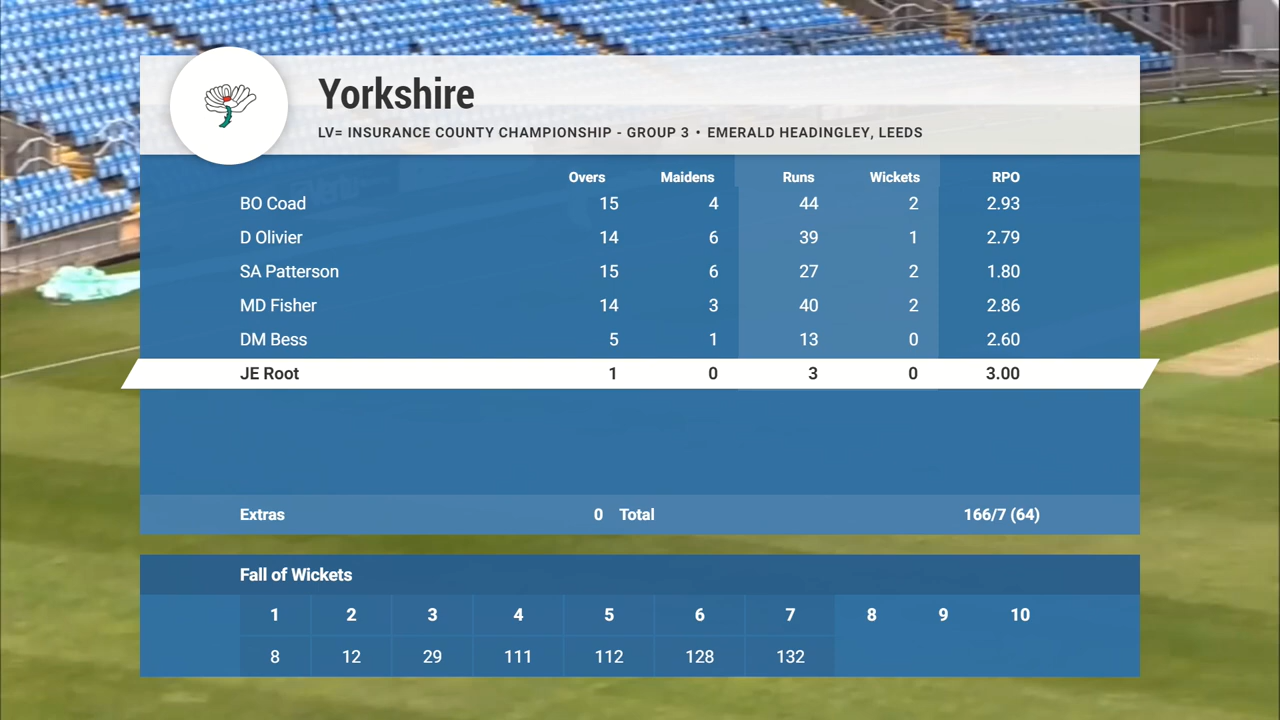 Yorkshire
LV= INSURANCE COUNTY CHAMPIONSHIP - GROUP 3 • EMERALD HEADINGLEY, LEEDS
Overs Maidens Runs Wickets RPO
BO Coad 15 4 44 2 2.93
D Olivier 14 6 39 1 2.79
SA Patterson 15 6 27 2 1.80
MD Fisher 14 3 40 2 2.86
DM Bess 5 1 13 0 2.60
JE Root 1 0 3 0 3.00
Extras 0 Total 166/7 (64)
Fall of Wickets
1 2 3 4 5 6 7 8 9 10
8 12 29 111 112 128 132